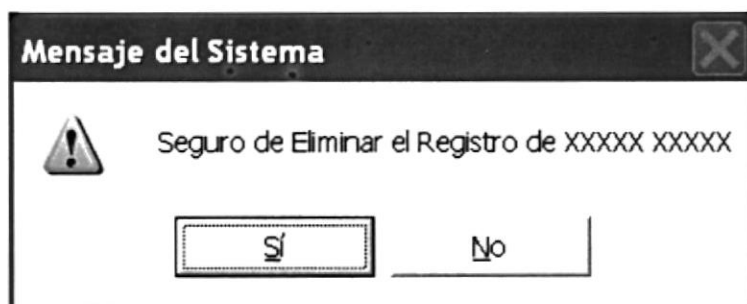 Mensaje del Sistema
Seguro de Eliminar el Registro de XXXXX XXXXX
Sí No